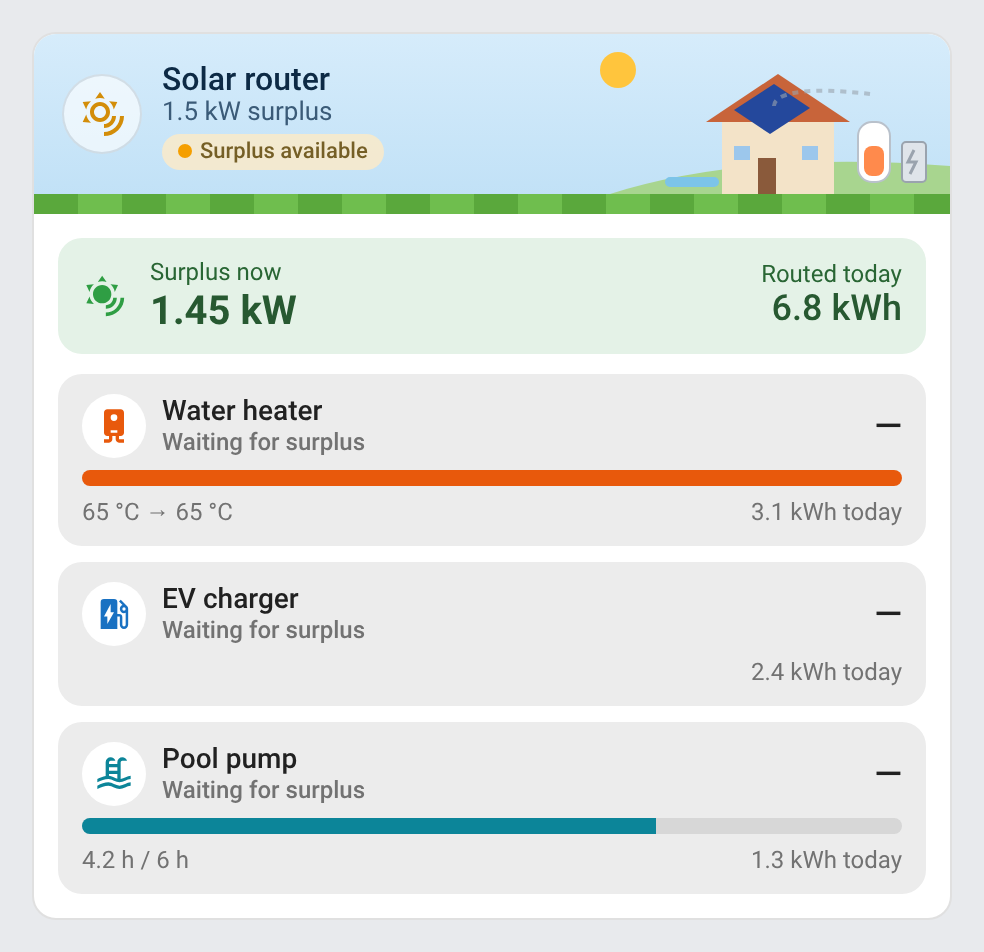 Solar router
1.5 kW surplus
Surplus available
Surplus now
1.45 kW
Routed today
6.8 kWh
Water heater
Waiting for surplus
—
65 °C → 65 °C
3.1 kWh today
EV charger
Waiting for surplus
—
2.4 kWh today
Pool pump
Waiting for surplus
—
4.2 h / 6 h
1.3 kWh today